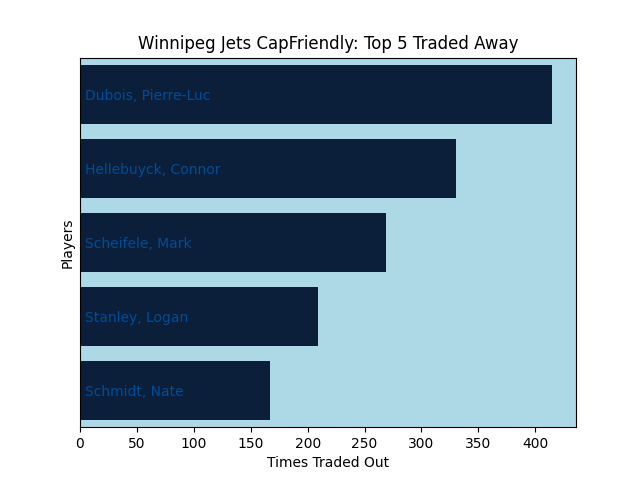 Winnipeg Jets CapFriendly: Top 5 Traded Away
Players
Dubois, Pierre-Luc
Hellebuyck, Connor
Scheifele, Mark
Stanley, Logan
Schmidt, Nate
0 50 100 150 200 250 300 350 400
Times Traded Out